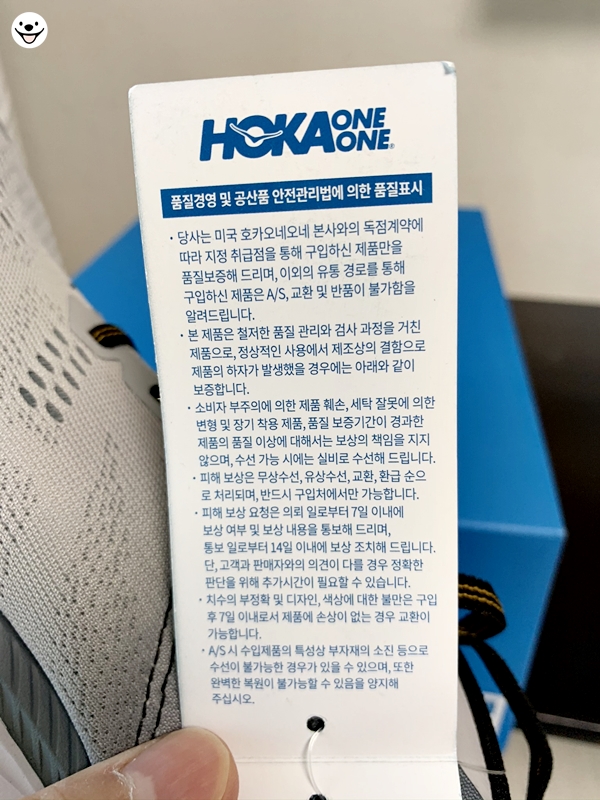 HOKA ONE ONE®
품질경영 및 공산품 안전관리법에 의한 품질표시
· 당사는 미국 호카오네오네 본사와의 독점계약에
따라 지정 취급점을 통해 구입하신 제품만을
품질보증해 드리며, 이외의 유통 경로를 통해
구입하신 제품은 A/S, 교환 및 반품이 불가함을
알려드립니다.
· 본 제품은 철저한 품질 관리와 검사 과정을 거친
제품으로, 정상적인 사용에서 제조상의 결함으로
제품의 하자가 발생했을 경우에는 아래와 같이
보증합니다.
· 소비자 부주의에 의한 제품 훼손, 세탁 잘못에 의한
변형 및 장기 착용 제품, 품질 보증기간이 경과한
제품의 품질 이상에 대해서는 보상의 책임을 지지
않으며, 수선 가능 시에는 실비로 수선해 드립니다.
· 피해 보상은 무상수선, 유상수선, 교환, 환급 순으
로 처리되며, 반드시 구입처에서만 가능합니다.
· 피해 보상 요청은 의뢰 일로부터 7일 이내에
보상 여부 및 보상 내용을 통보해 드리며,
통보 일로부터 14일 이내에 보상 조치해 드립니다.
단, 고객과 판매자와의 의견이 다를 경우 정확한
판단을 위해 추가시간이 필요할 수 있습니다.
· 치수의 부정확 및 디자인, 색상에 대한 불만은 구입
후 7일 이내로서 제품에 손상이 없는 경우 교환이
가능합니다.
· A/S 시 수입제품의 특성상 부자재의 소진 등으로
수선이 불가능한 경우가 있을 수 있으며, 또한
완벽한 복원이 불가능할 수 있음을 양지해
주십시오.